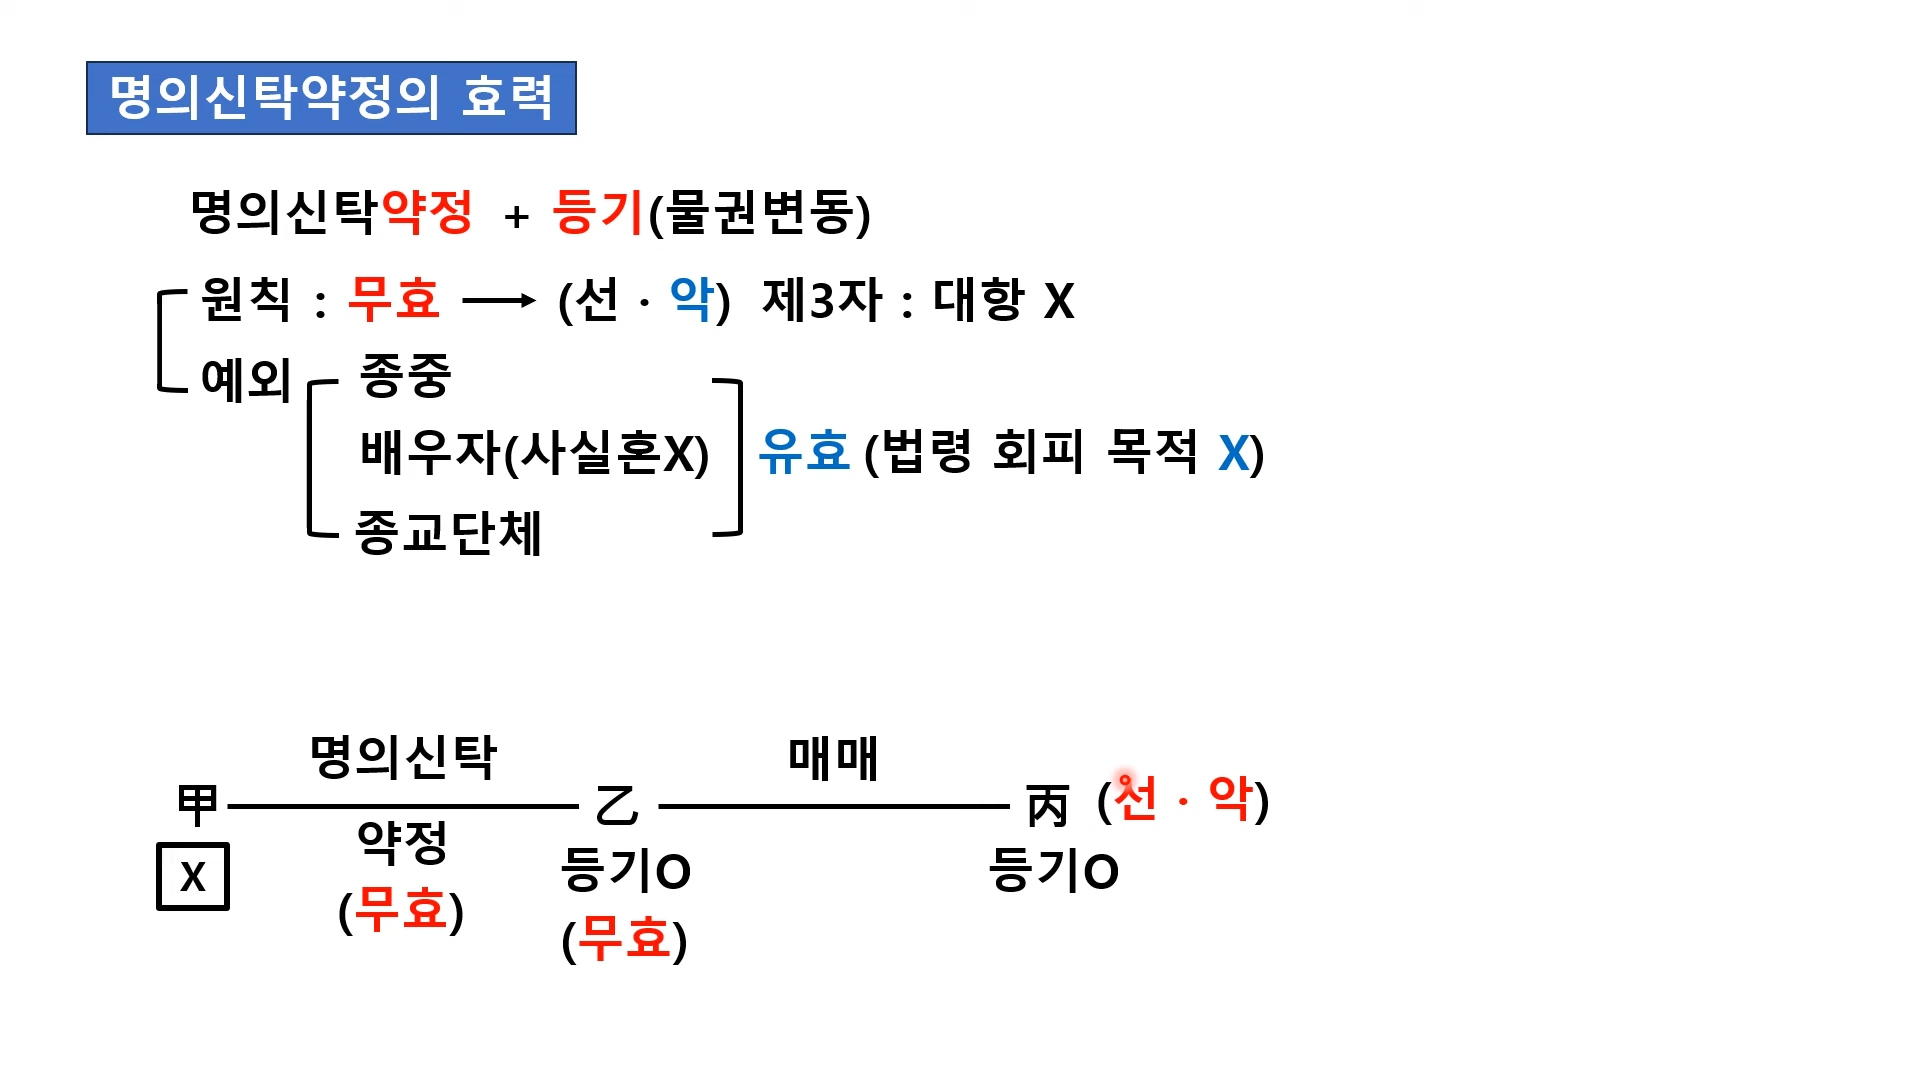 명의신탁약정의 효력
명의신탁약정 + 등기(물권변동)
원칙 : 무효 → (선 · 악) 제3자 : 대항 X
예외
종중
배우자(사실혼X)
종교단체
유효 (법령 회피 목적 X)
명의신탁
매매
甲
乙
丙 (선 · 악)
X
약정
(무효)
등기O
(무효)
등기O